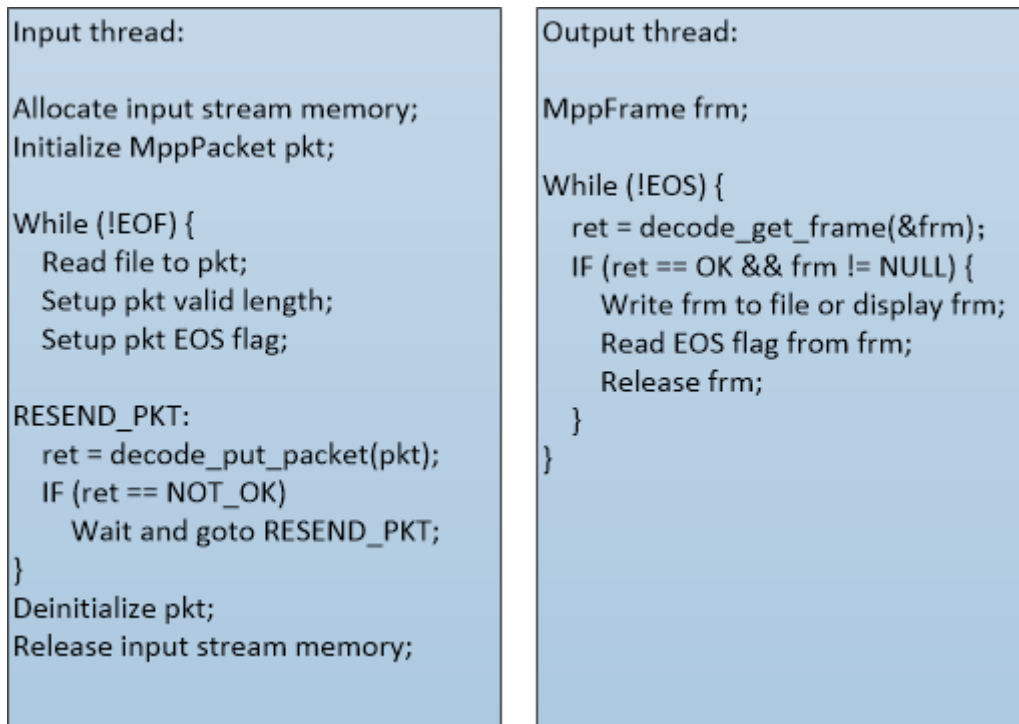 Input thread:
Allocate input stream memory;
Initialize MppPacket pkt;
While (!EOF) {
Read file to pkt;
Setup pkt valid length;
Setup pkt EOS flag;
RESEND_PKT:
ret = decode_put_packet(pkt);
IF (ret == NOT_OK)
Wait and goto RESEND_PKT;
}
Deinitialize pkt;
Release input stream memory;
Output thread:
MppFrame frm;
While (!EOS) {
ret = decode_get_frame(&frm);
IF (ret == OK && frm != NULL) {
Write frm to file or display frm;
Read EOS flag from frm;
Release frm;
}
}